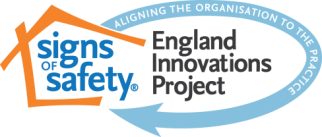 signs
OF
safety®
England
Innovations
Project
ALIGNING THE ORGANISATION TO THE PRACTICE